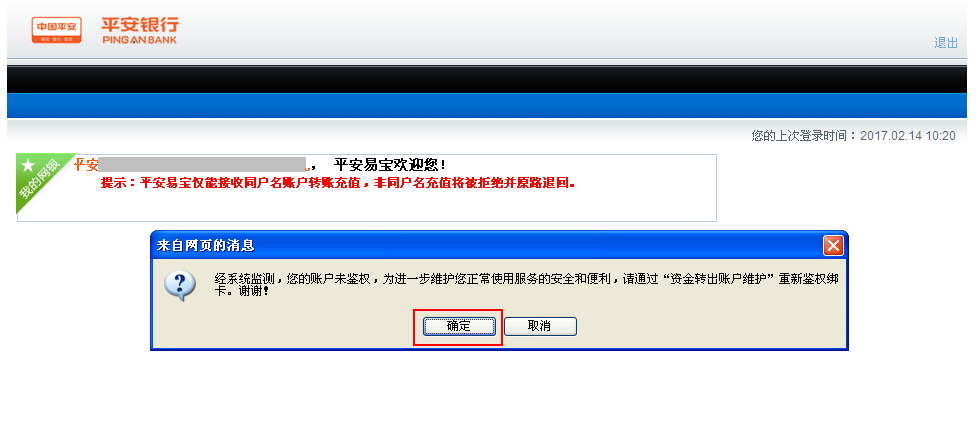 中国平安
平安银行
PINGAN BANK
退出
您的上次登录时间：2017.02.14 10:20
我的网银
平安 ， 平安易宝欢迎您！
提示：平安易宝仅能接收同户名账户转账充值，非同户名充值将被拒绝并原路退回。
来自网页的消息
经系统监测，您的账户未鉴权，为进一步维护您正常使用服务的安全和便利，请通过“资金转出账户维护”重新鉴权绑
卡。谢谢！
确定
取消